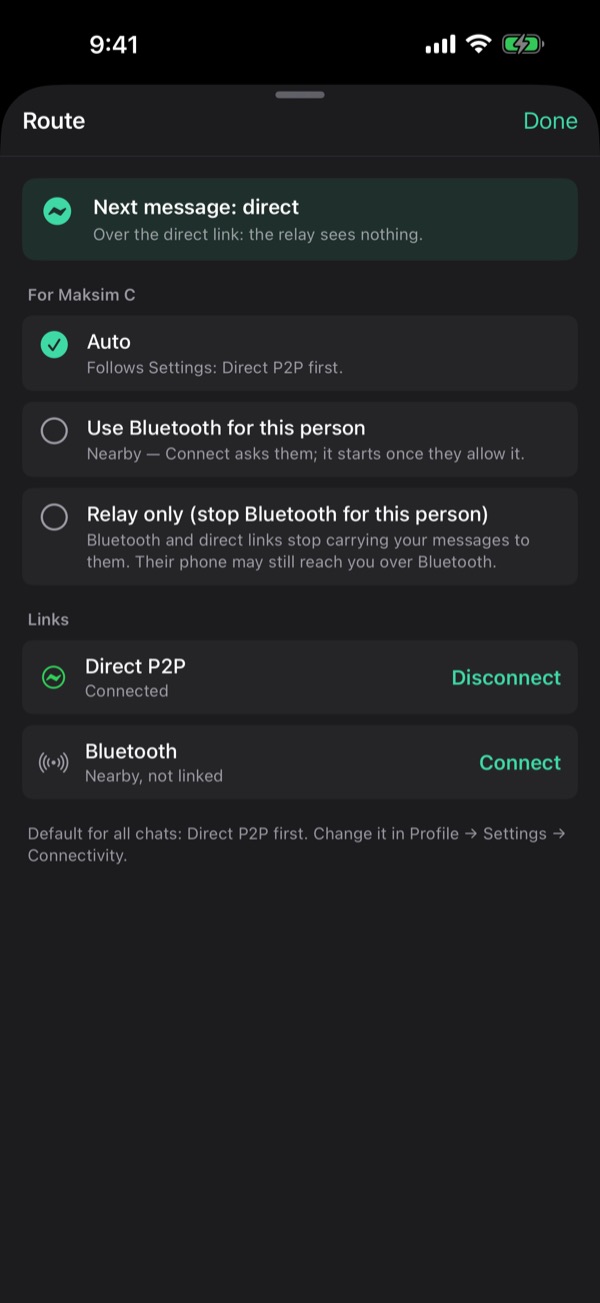 9:41
Route
Done
Next message: direct
Over the direct link: the relay sees nothing.
For Maksim C
Auto
Follows Settings: Direct P2P first.
Use Bluetooth for this person
Nearby — Connect asks them; it starts once they allow it.
Relay only (stop Bluetooth for this person)
Bluetooth and direct links stop carrying your messages to
them. Their phone may still reach you over Bluetooth.
Links
Direct P2P
Connected
Disconnect
Bluetooth
Nearby, not linked
Connect
Default for all chats: Direct P2P first. Change it in Profile → Settings →
Connectivity.